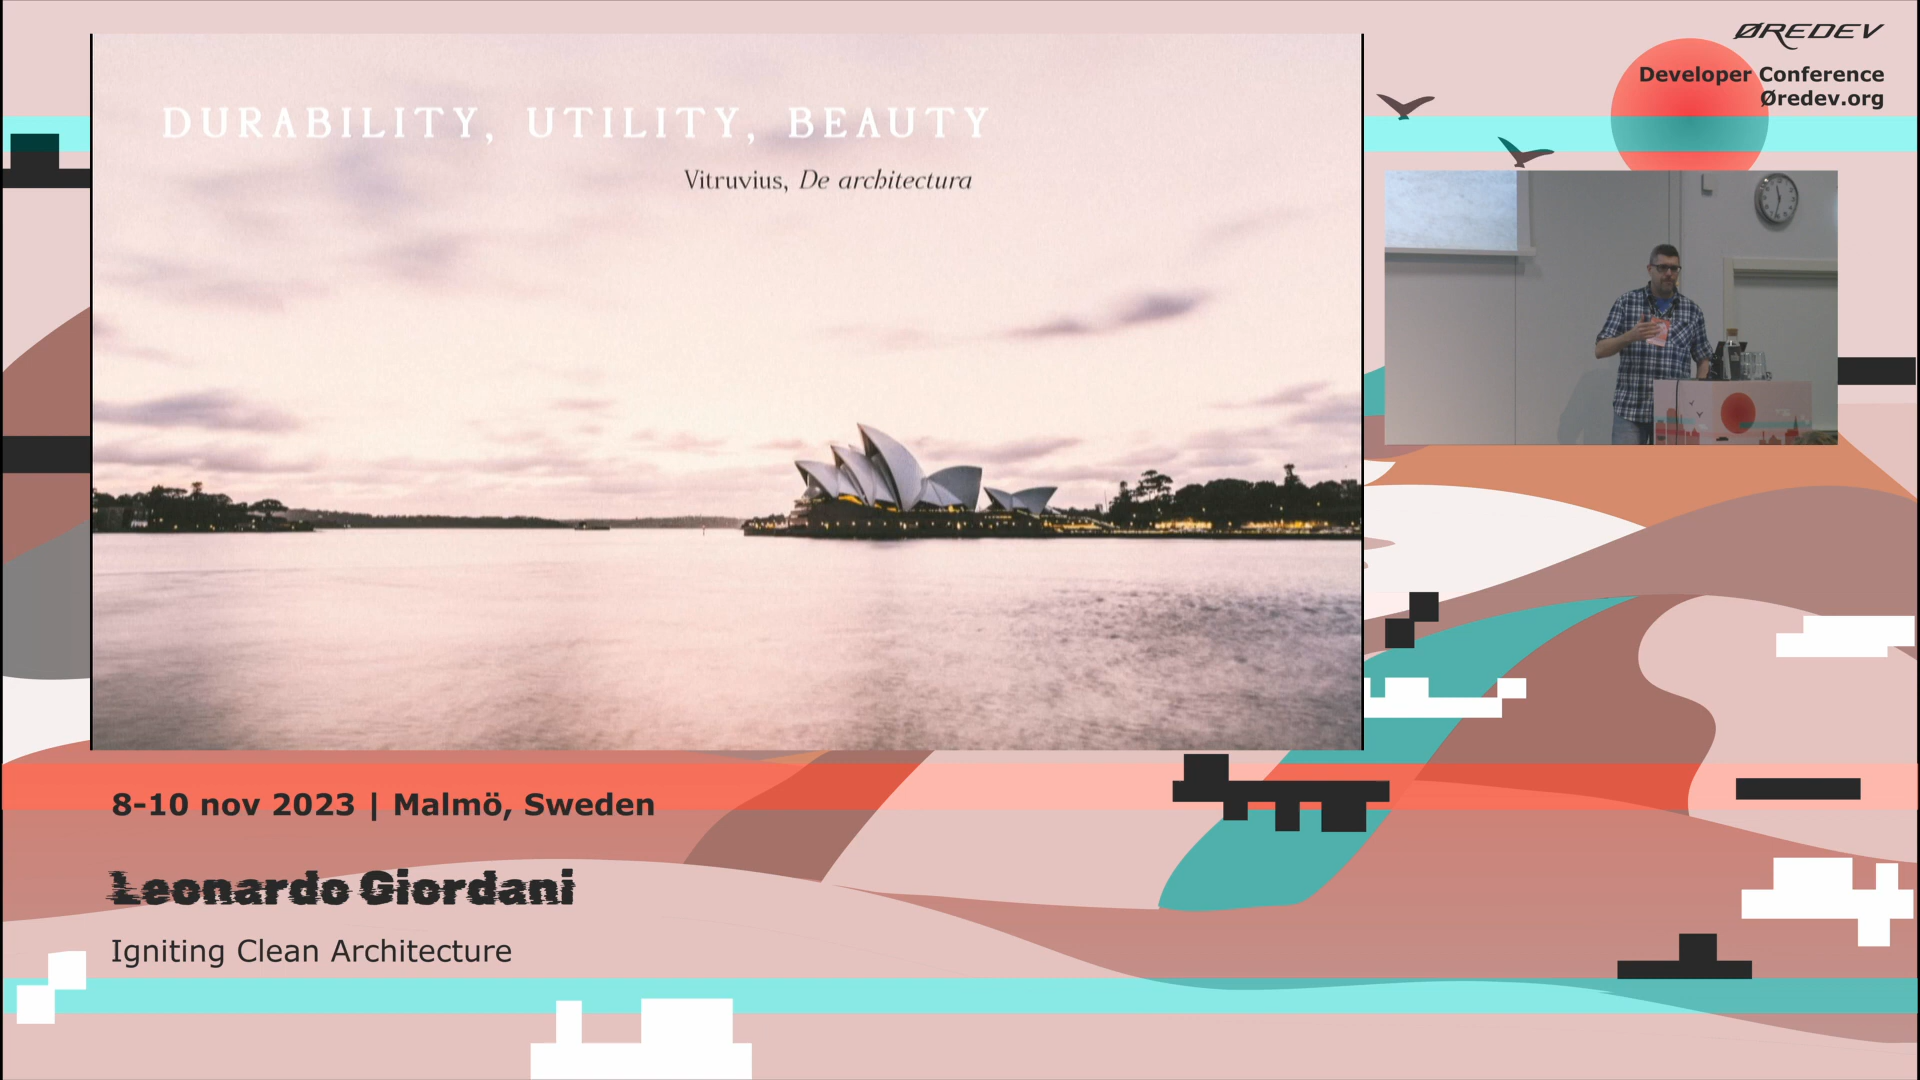 DURABILITY, UTILITY, BEAUTY
Vitruvius, De architectura
ØREDEV
Developer Conference
Øredev.org
8-10 nov 2023 | Malmö, Sweden
Leonardo Giordani
Igniting Clean Architecture